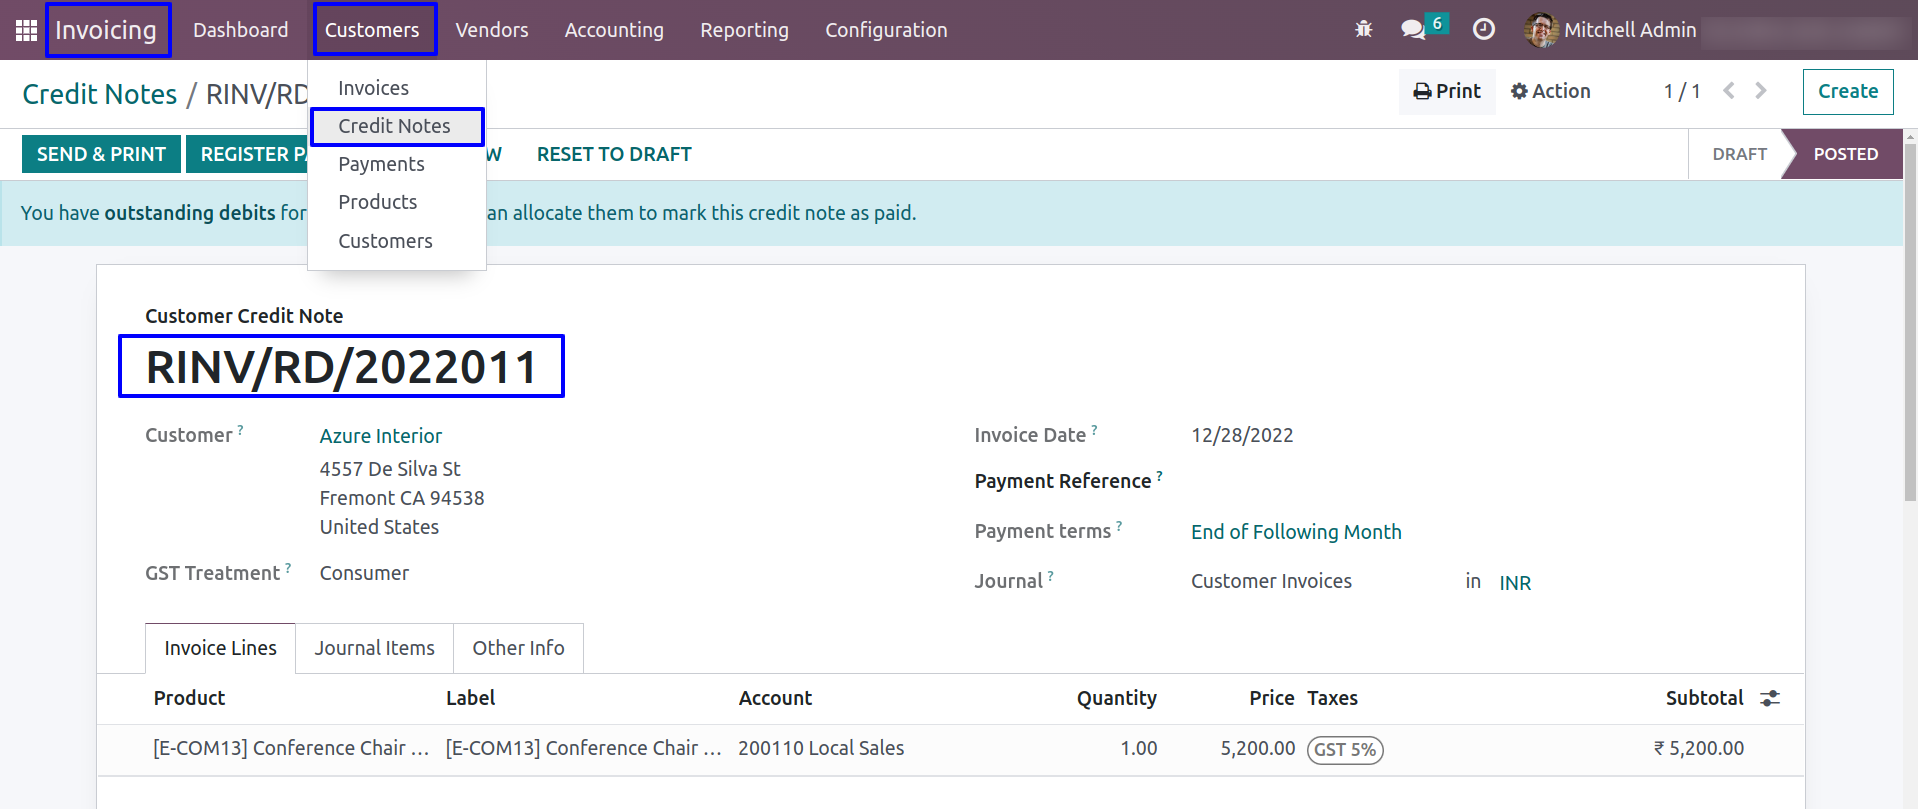 Invoicing Dashboard Customers Vendors Accounting Reporting Configuration 6 Mitchell Admin
Credit Notes / RINV/RD
Print Action 1 / 1 Create
Invoices
Credit Notes
Payments
Products
Customers
SEND & PRINT REGISTER RESET TO DRAFT DRAFT POSTED
You have outstanding debits for allocate them to mark this credit note as paid.
Customer Credit Note
RINV/RD/2022011
Customer ? Azure Interior
4557 De Silva St
Fremont CA 94538
United States
GST Treatment ? Consumer
Invoice Date ? 12/28/2022
Payment Reference ?
Payment terms ? End of Following Month
Journal ? Customer Invoices in INR
Invoice Lines Journal Items Other Info
Product Label Account Quantity Price Taxes Subtotal
[E-COM13] Conference Chair ... [E-COM13] Conference Chair ... 200110 Local Sales 1.00 5,200.00 GST 5% ₹ 5,200.00